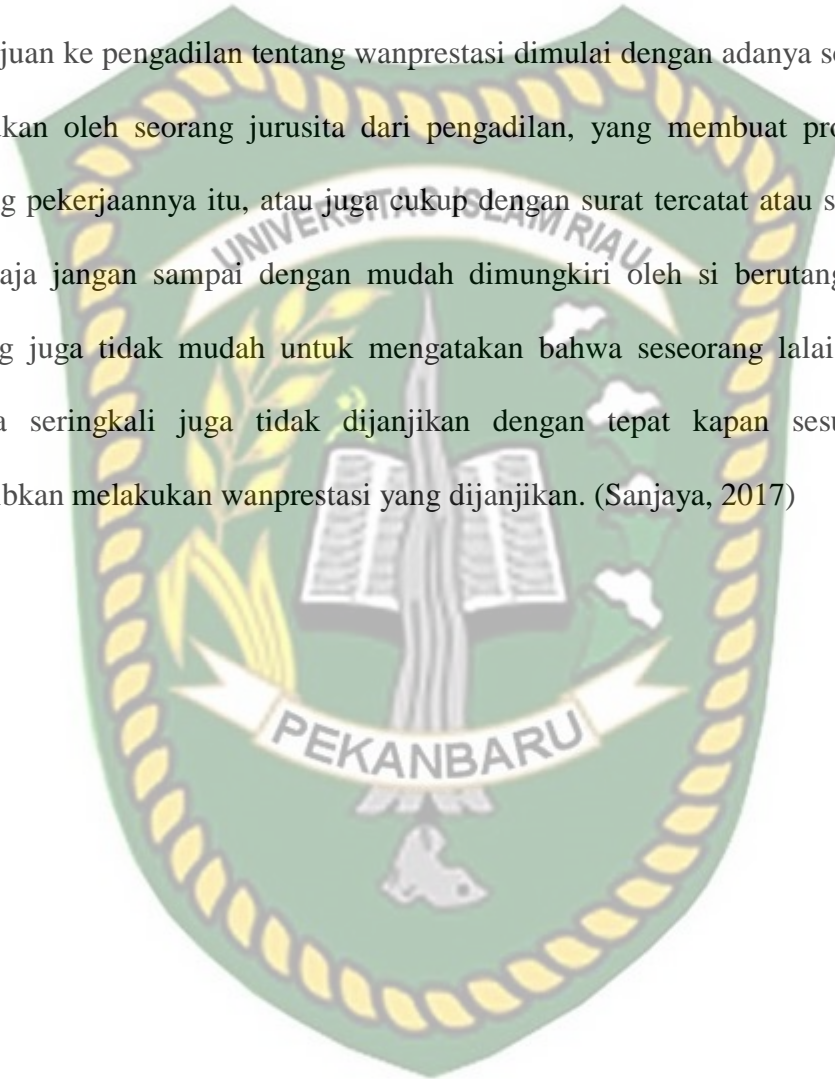 juan ke pengadilan tentang wanprestasi dimulai dengan adanya
kan oleh seorang jurusita dari pengadilan, yang membuat
g pekerjaannya itu, atau juga cukup dengan surat tercatat atau
UNIVERSITAS ISLAM RIAU
aja jangan sampai dengan mudah dimungkiri oleh si berutang
g juga tidak mudah untuk mengatakan bahwa seseorang lalai
a seringkali juga tidak dijanjikan dengan tepat kapan
bkan melakukan wanprestasi yang dijanjikan. (Sanjaya, 2017)
PEKANBARU